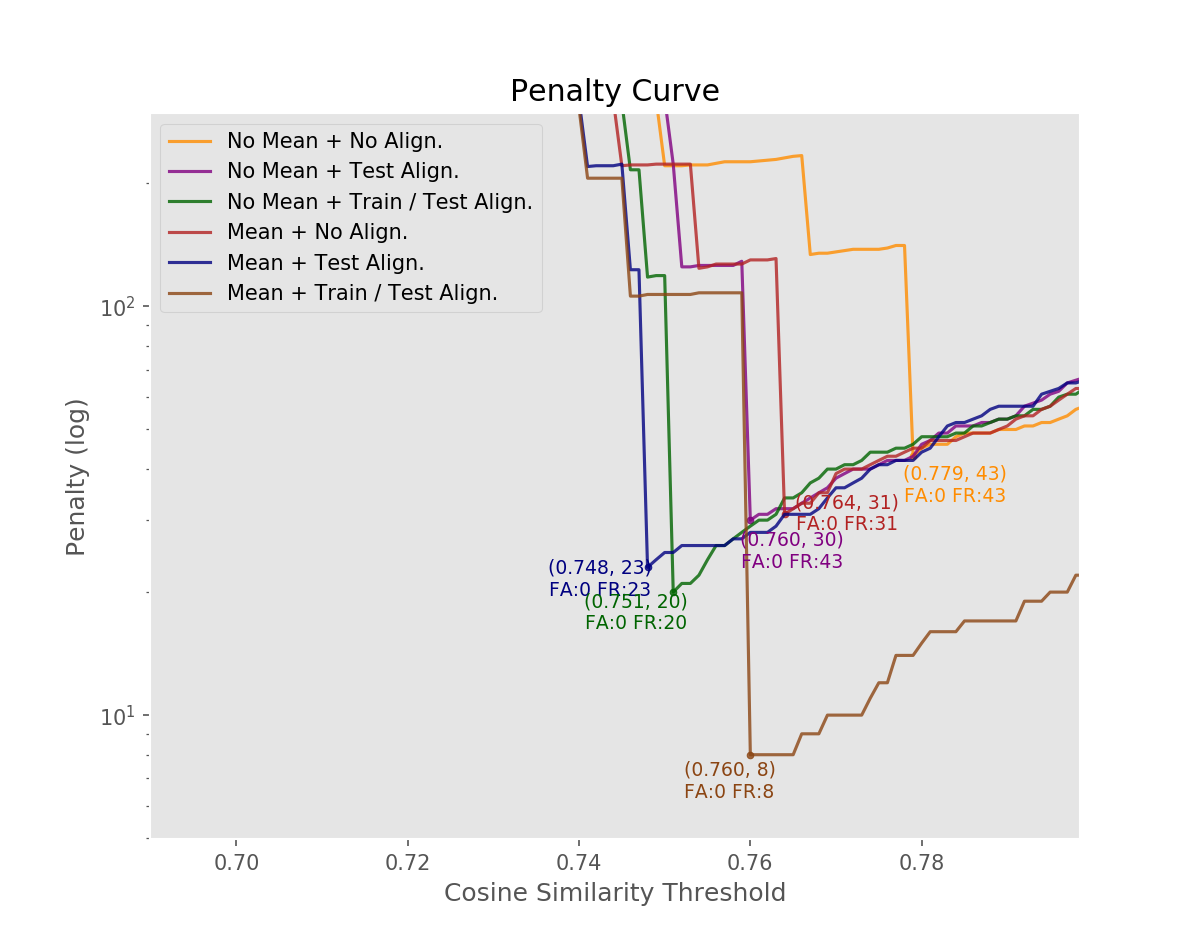 Penalty Curve
No Mean + No Align.
No Mean + Test Align.
No Mean + Train / Test Align.
Mean + No Align.
Mean + Test Align.
Mean + Train / Test Align.
10²
10¹
Penalty (log)
(0.779, 43)
FA:0 FR:43
(0.764, 31)
FA:0 FR:31
(0.760, 30)
FA:0 FR:43
(0.748, 23)
FA:0 FR:23
(0.751, 20)
FA:0 FR:20
(0.760, 8)
FA:0 FR:8
0.70 0.72 0.74 0.76 0.78
Cosine Similarity Threshold